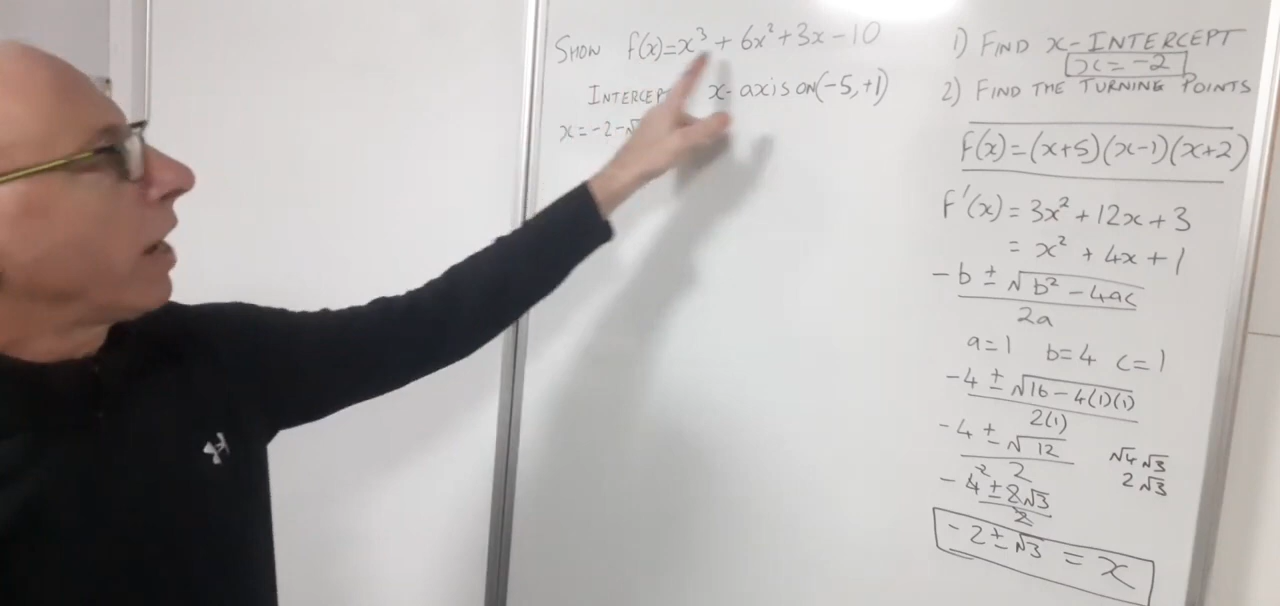 SHOW f(x)=x³ + 6x² + 3x - 10
INTERCEP x-axis on (-5,+1)
x = -2 - √
1) FIND x-INTERCEPT
x = -2
2) FIND THE TURNING POINTS
f(x) = (x+5)(x-1)(x+2)
f'(x) = 3x² + 12x + 3
= x² + 4x + 1
-b ± √b² - 4ac
2a
a=1 b=4 c=1
-4 ± √16 - 4(1)(1)
2(1)
-4 ± √12
2
√4 √3
2√3
-4² ± 2√3
2
-2 ± √3 = x